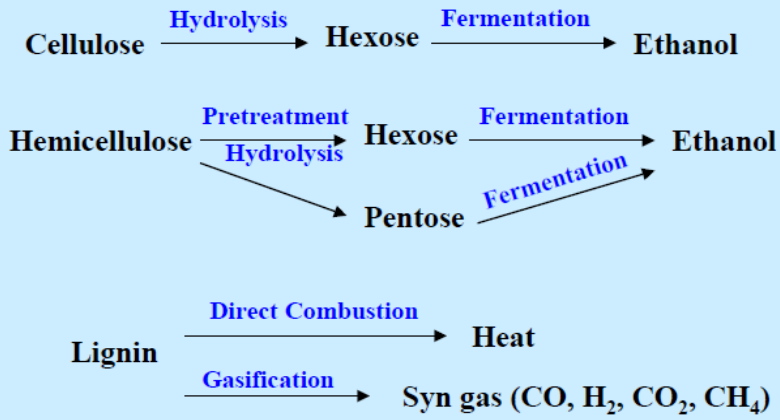 Hydrolysis Fermentation
Cellulose Hexose Ethanol
Pretreatment Fermentation
Hemicellulose Hexose Ethanol
Hydrolysis
Fermentation
Pentose
Direct Combustion
Lignin Heat
Gasification
Syn gas (CO, H₂, CO₂, CH₄)